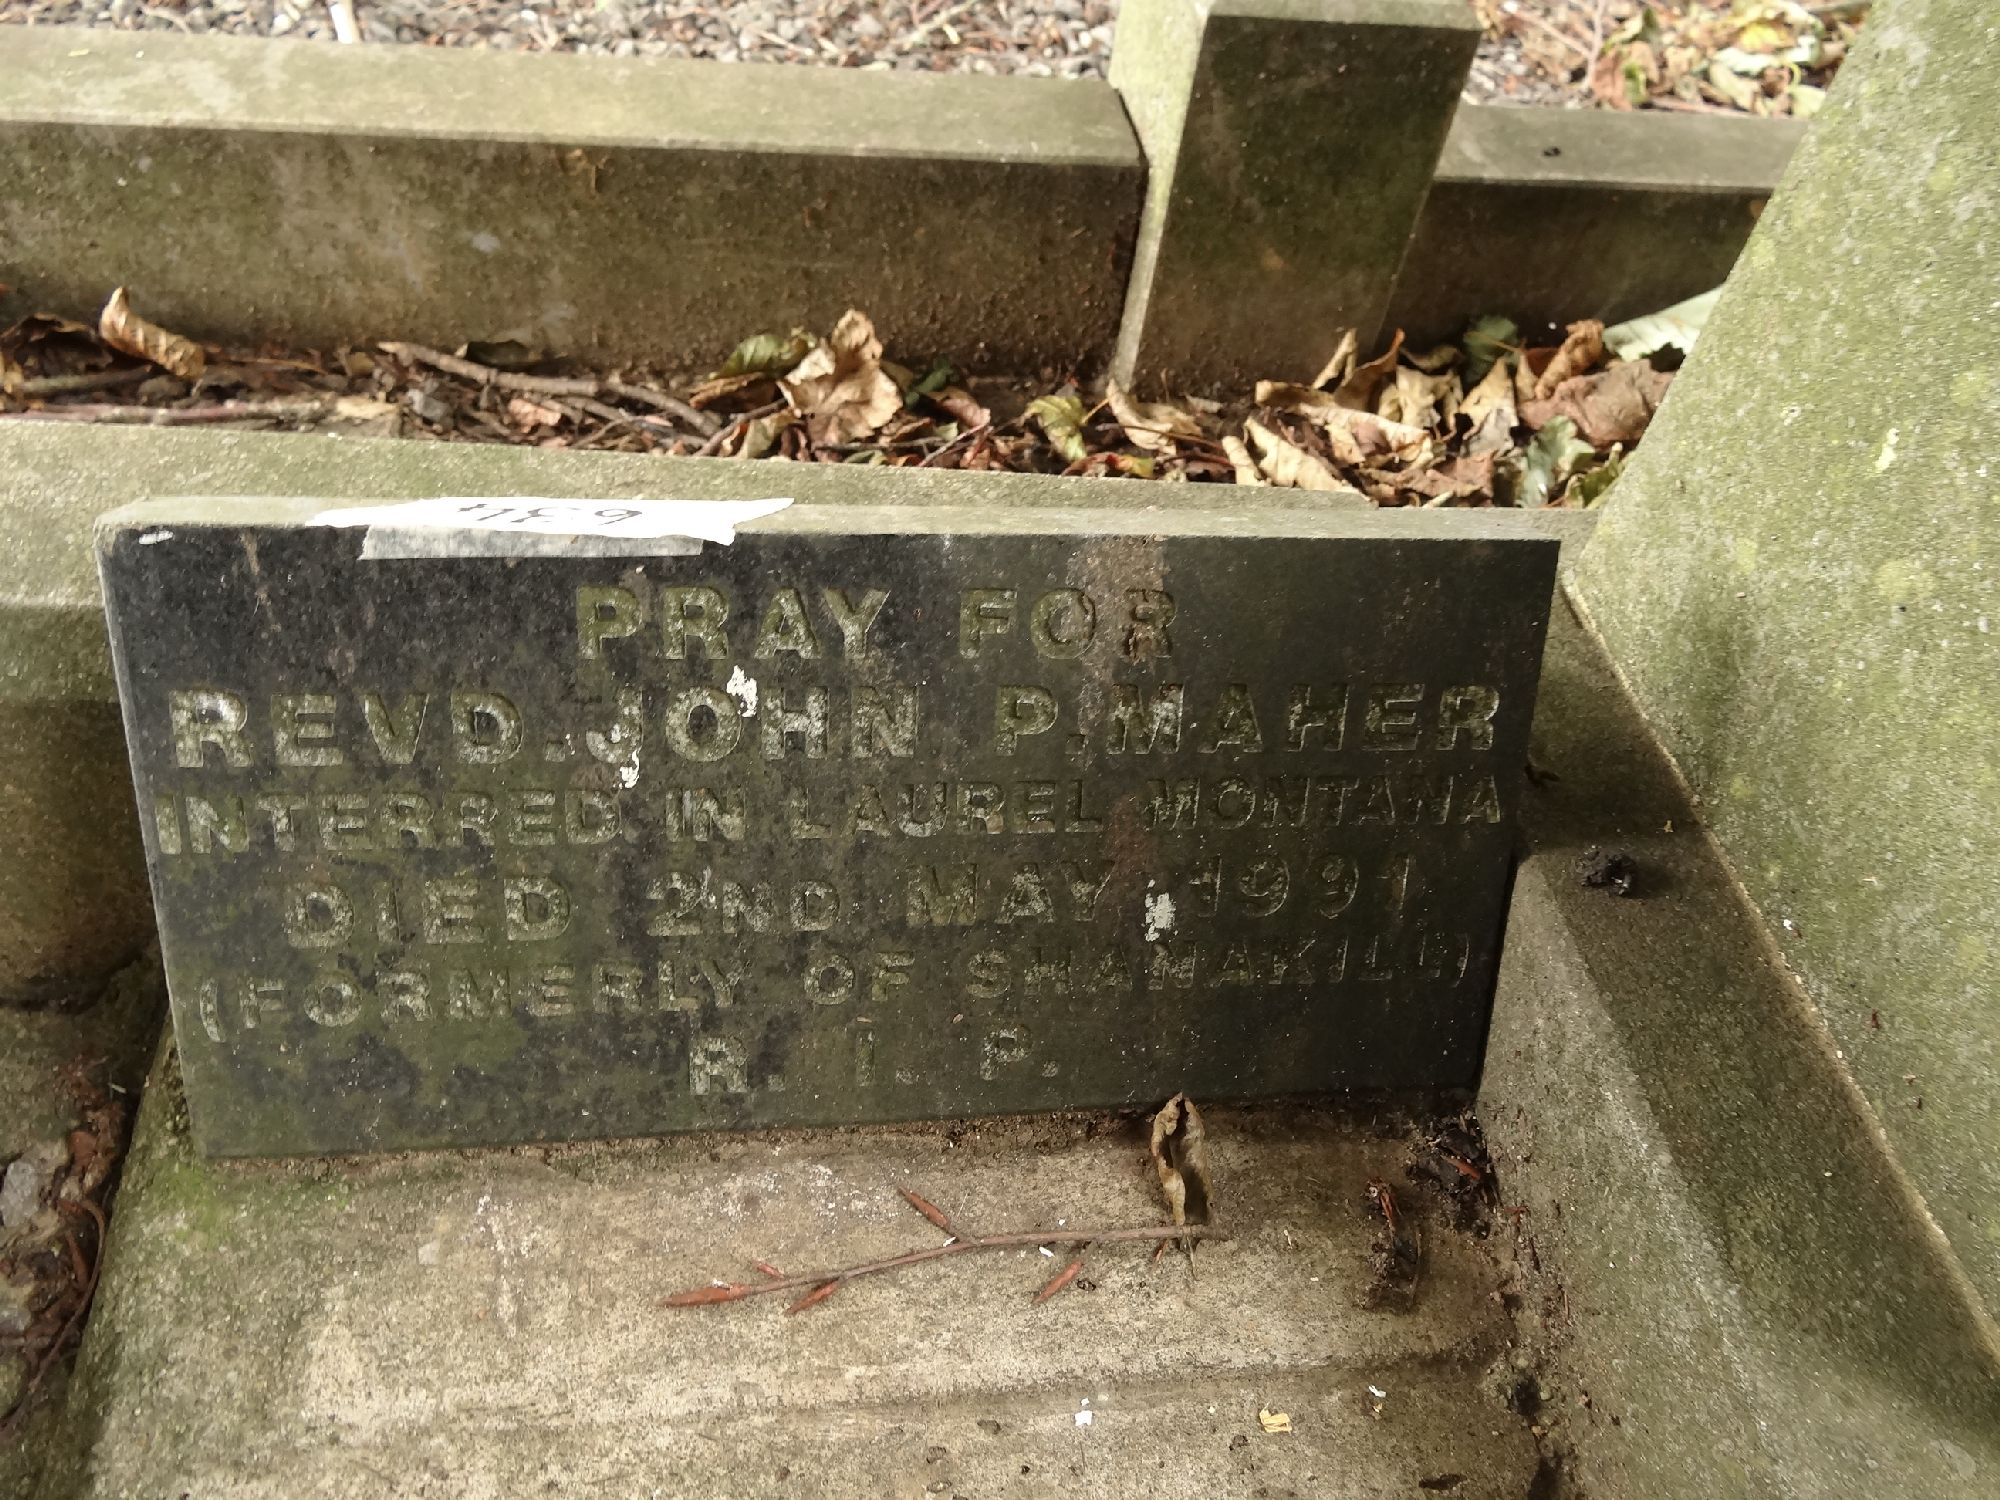 PRAY FOR
REVD. JOHN P. MAHER
INTERRED IN LAUREL MONTANA
DIED 2ND MAY 1991
(FORMERLY OF SHANAKILL)
R. I. P.